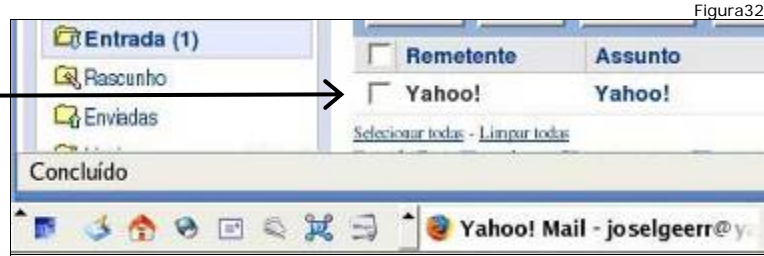 Figura32
Entrada (1)
Rascunho
Enviadas
Remetente Assunto
Yahoo! Yahoo!
Selecionar todas - Limpar todas
Concluído
Yahoo! Mail - joselgeerr@y